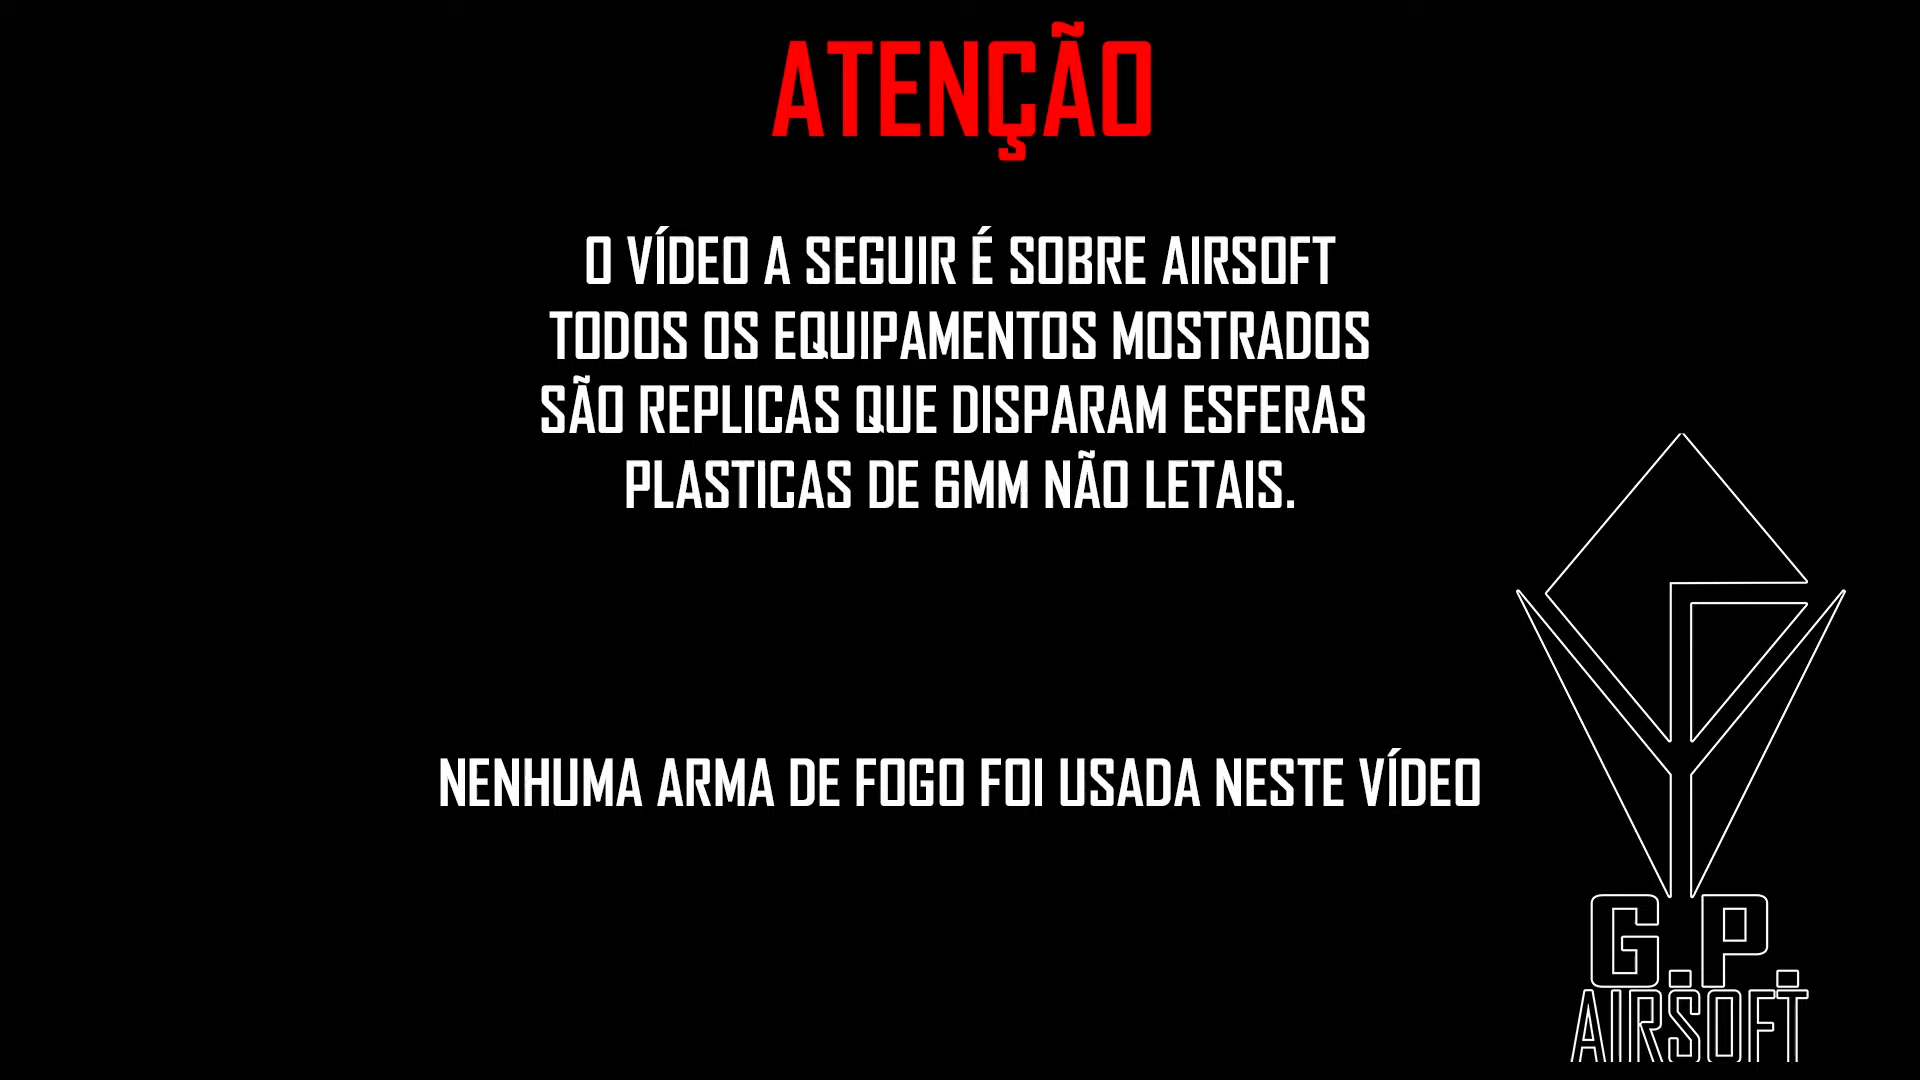 ATENÇÃO
O VÍDEO A SEGUIR É SOBRE AIRSOFT
TODOS OS EQUIPAMENTOS MOSTRADOS
SÃO REPLICAS QUE DISPARAM ESFERAS
PLASTICAS DE 6MM NÃO LETAIS.
NENHUMA ARMA DE FOGO FOI USADA NESTE VÍDEO
G.P.
AIRSOFT